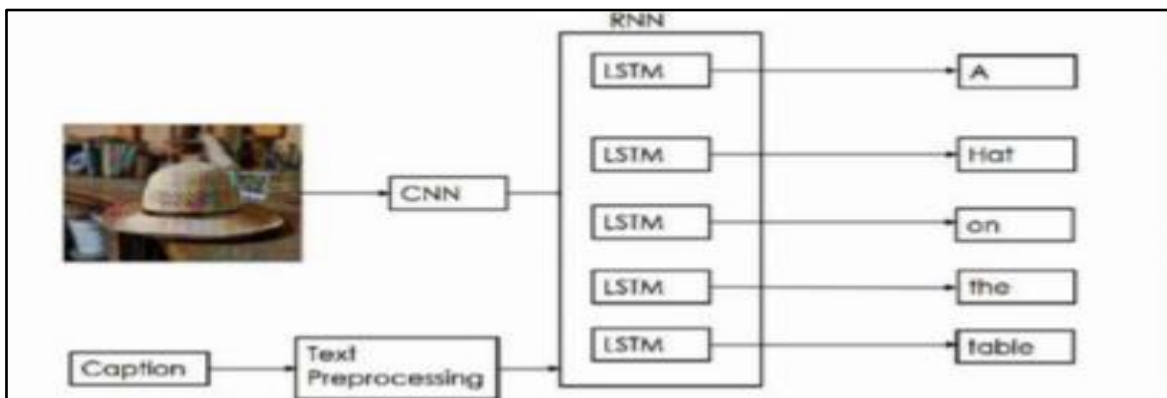 RNN
LSTM
A
LSTM
Hat
CNN
LSTM
on
LSTM
the
LSTM
table
Caption
Text
Preprocessing